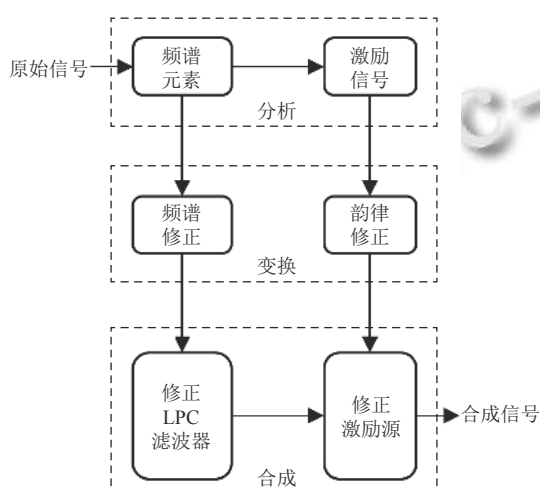 原始信号
频谱
元素
激励
信号
分析
频谱
修正
韵律
修正
变换
修正
LPC
滤波器
修正
激励源
合成信号
合成